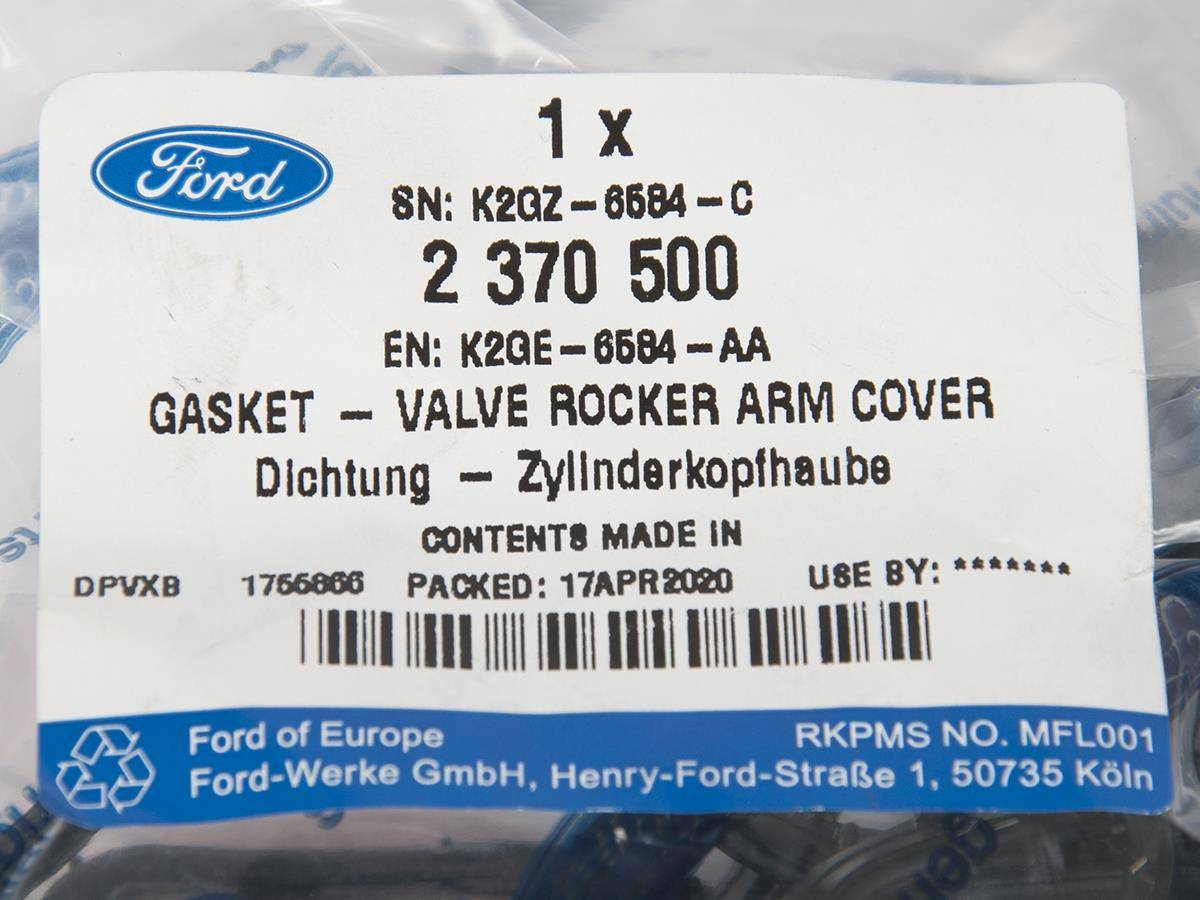 Ford
1 x
SN: K2GZ-6584-C
2 370 500
EN: K2GE-6584-AA
GASKET - VALVE ROCKER ARM COVER
Dichtung - Zylinderkopfhaube
CONTENTS MADE IN
DPVXB 1755866 PACKED: 17APR2020 USE BY: *******
Ford of Europe RKPMS NO. MFL001
Ford-Werke GmbH, Henry-Ford-Straße 1, 50735 Köln